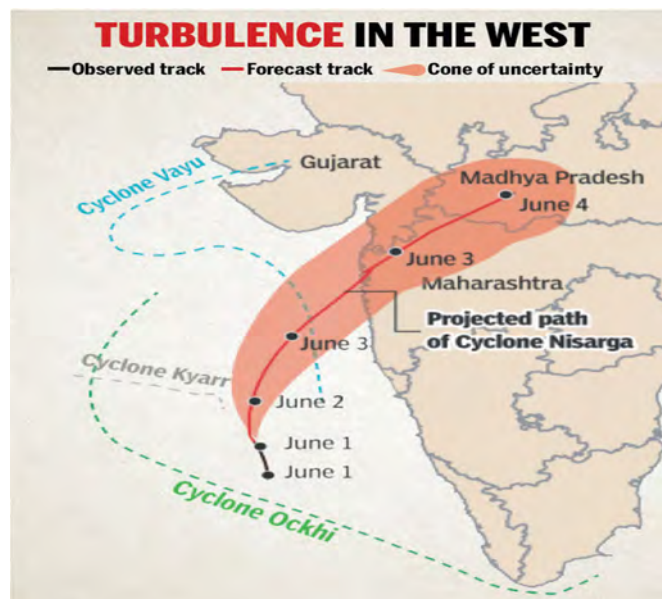 TURBULENCE IN THE WEST
Observed track Forecast track Cone of uncertainty
Cyclone Vayu
Gujarat
Madhya Pradesh
June 4
June 3
Maharashtra
Projected path
of Cyclone Nisarga
June 3
Cyclone Kyarr
June 2
June 1
June 1
Cyclone Ockhi